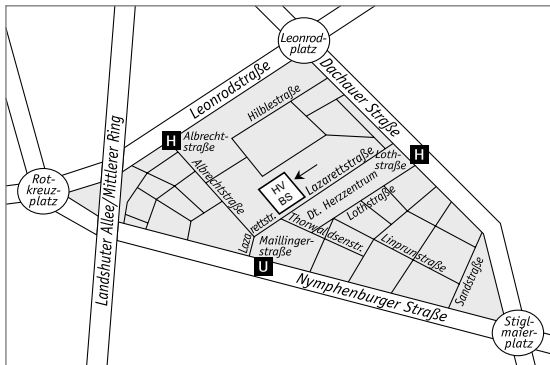 Leonrod-
platz
Dachauer Straße
Leonrodstraße
Hilblestraße
H
Albrecht-
straße
H
Loth-
straße
Albrechtstraße
Lazarettstraße
Rot-
kreuz-
platz
HV
BS
Dt. Herzzentrum
Lothstraße
Landshuter Allee/Mittlerer Ring
Lazarettstr.
Thorwaldsenstr.
Maillinger-
straße
Linprunstraße
U
Sandstraße
Nymphenburger Straße
Stigl-
maier-
platz